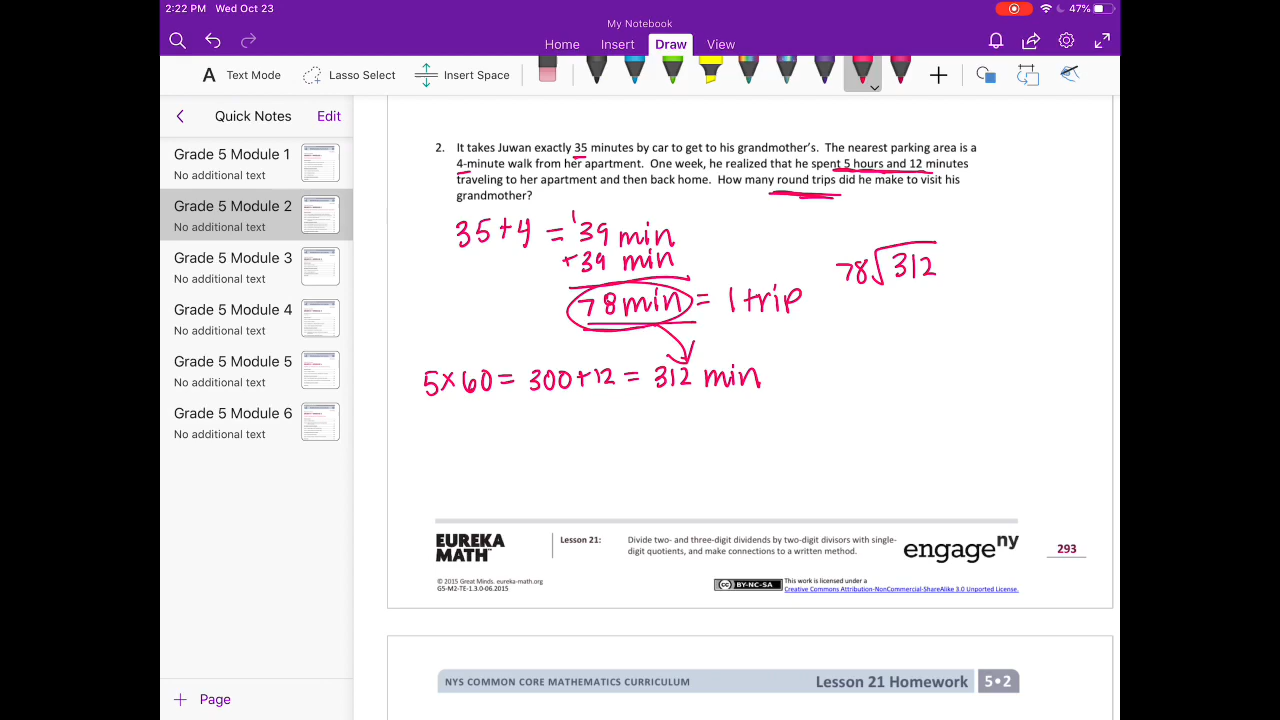 2:22 PM Wed Oct 23
47%
My Notebook
Home Insert Draw View
A Text Mode Lasso Select Insert Space
Quick Notes Edit
Grade 5 Module 1
No additional text
Grade 5 Module 2
No additional text
Grade 5 Module 3
No additional text
Grade 5 Module 4
No additional text
Grade 5 Module 5
No additional text
Grade 5 Module 6
No additional text
+ Page
2. It takes Juwan exactly 35 minutes by car to get to his grandmother's. The nearest parking area is a
4-minute walk from her apartment. One week, he realized that he spent 5 hours and 12 minutes
traveling to her apartment and then back home. How many round trips did he make to visit his
grandmother?
35+4 = 39 min
1
+39 min
78 min = 1 trip
78√312
5×60 = 300+12 = 312 min
EUREKA
MATH™
Lesson 21: Divide two- and three-digit dividends by two-digit divisors with single-
digit quotients, and make connections to a written method.
engageny
293
© 2015 Great Minds. eureka-math.org
G5-M2-TE-1.3.0-06.2015
cc BY-NC-SA
This work is licensed under a
Creative Commons Attribution-NonCommercial-ShareAlike 3.0 Unported License.
NYS COMMON CORE MATHEMATICS CURRICULUM Lesson 21 Homework 5•2